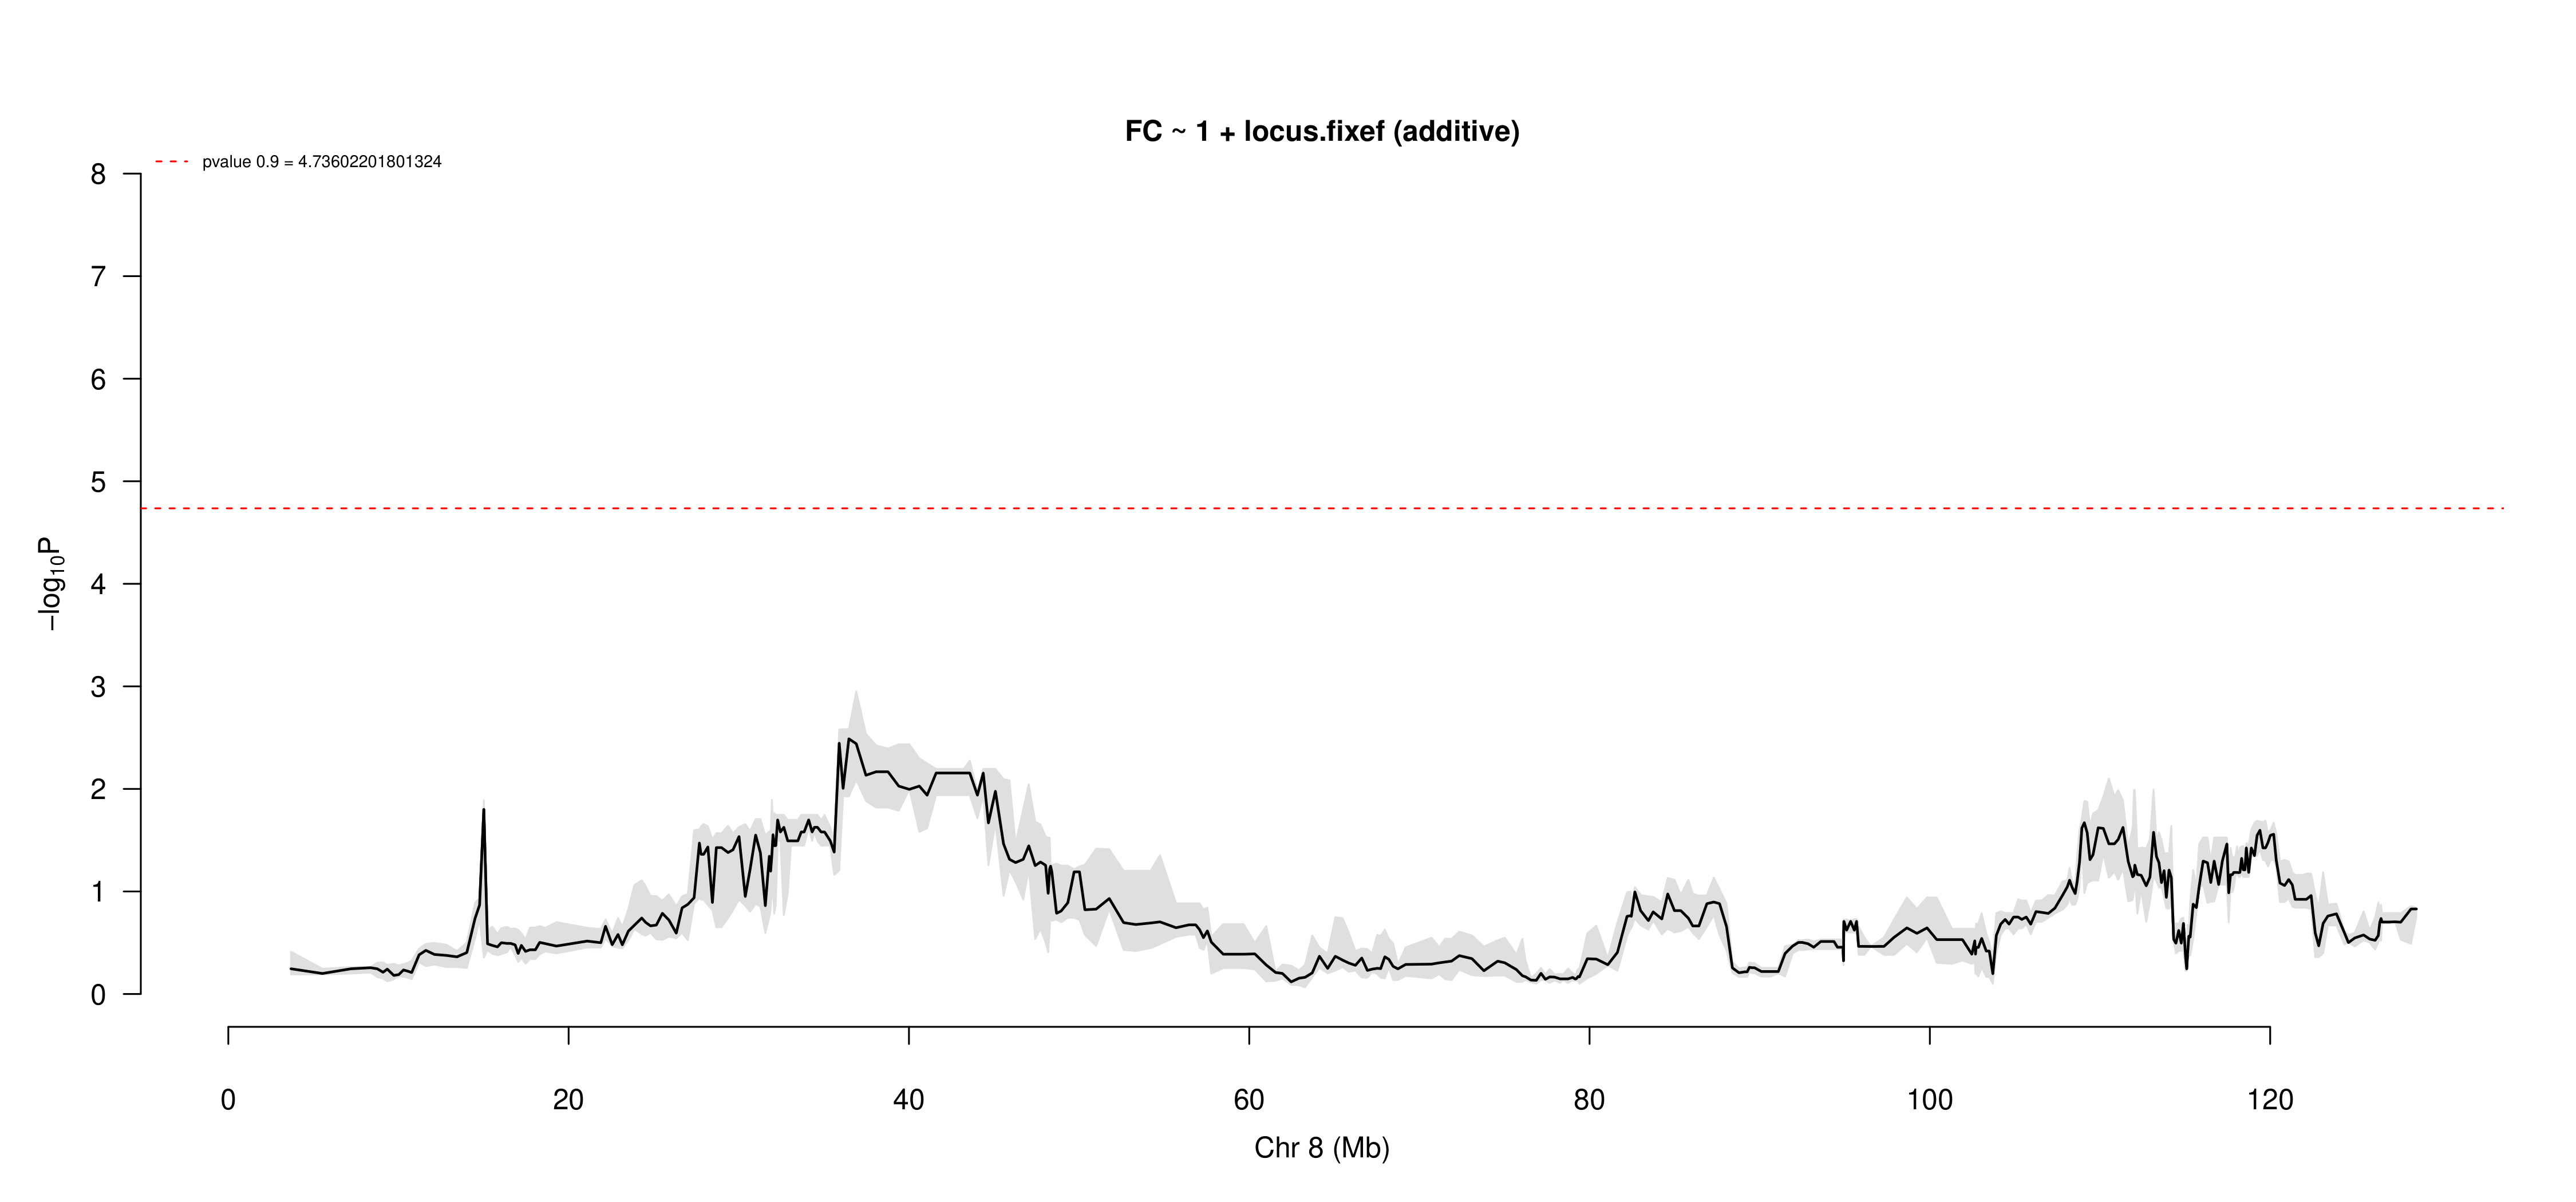 FC ~ 1 + locus.fixef (additive)
pvalue 0.9 = 4.73602201801324
8
7
6
5
4
3
2
1
0
−log10P
0 20 40 60 80 100 120
Chr 8 (Mb)